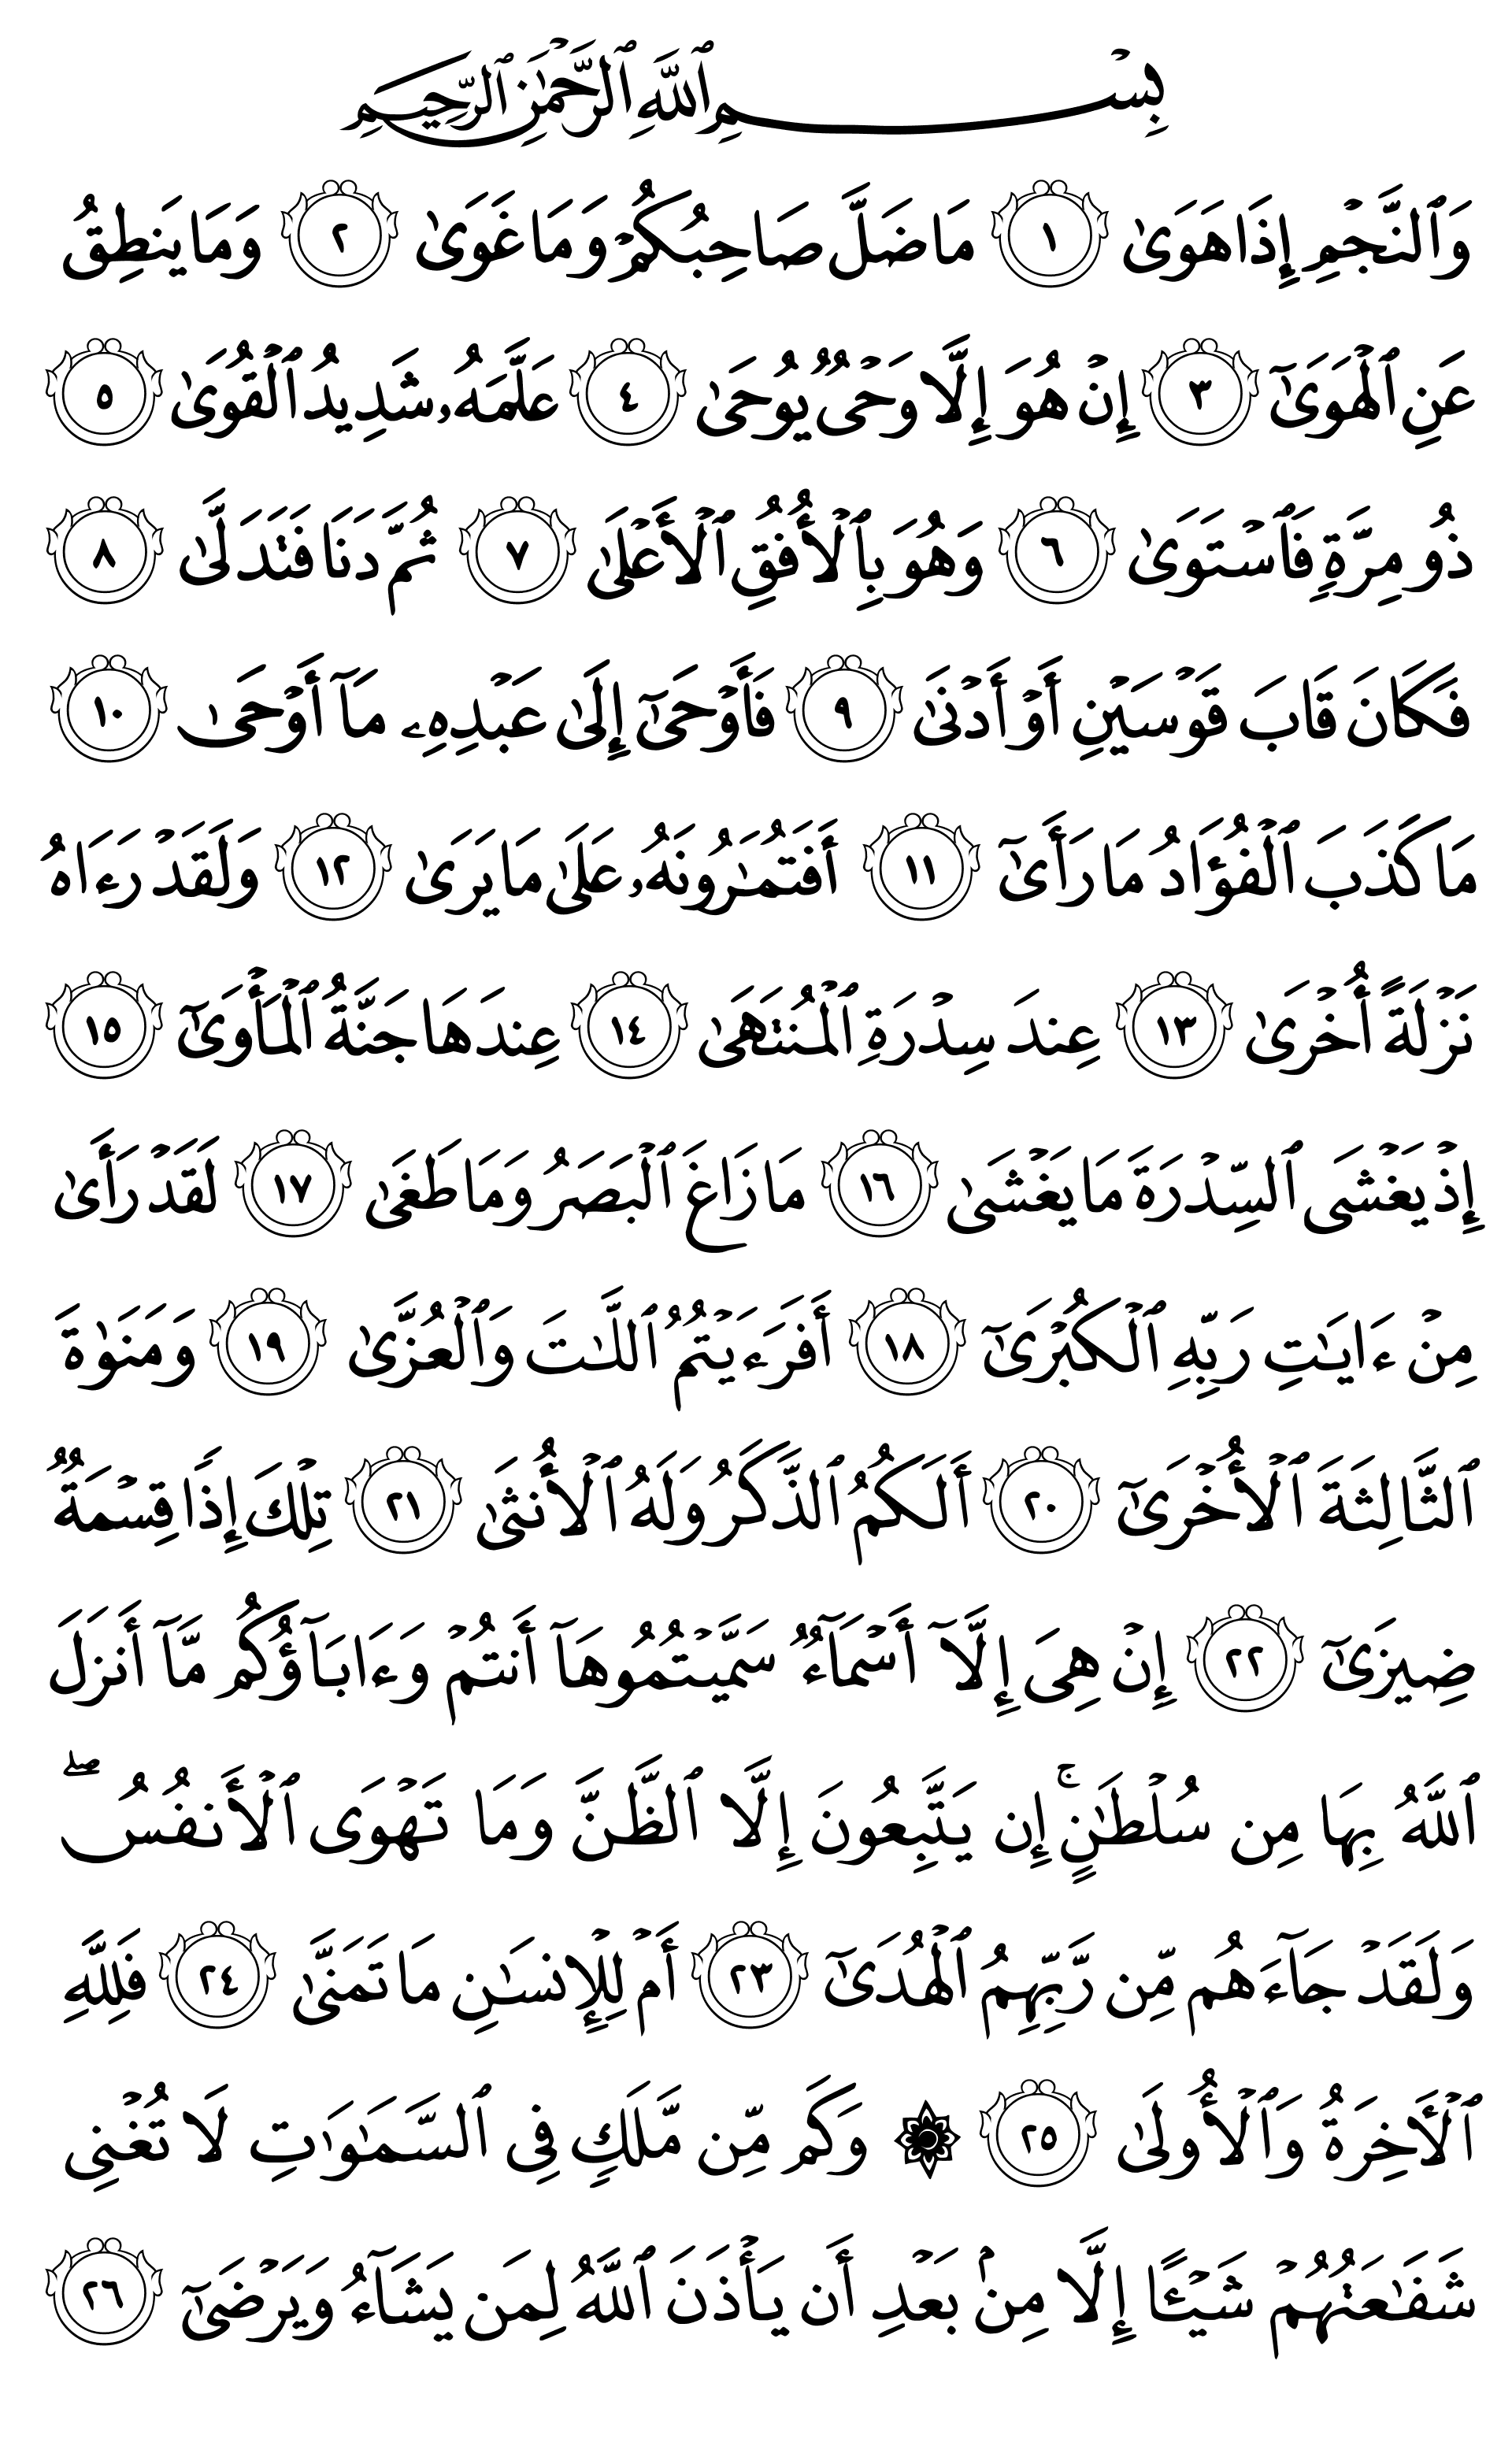 بِسْمِ ٱللَّهِ ٱلرَّحْمَٰنِ ٱلرَّحِيمِ
وَٱلنَّجْمِ إِذَا هَوَىٰ ١ مَا ضَلَّ صَاحِبُكُمْ وَمَا غَوَىٰ ٢ وَمَا يَنطِقُ
عَنِ ٱلْهَوَىٰٓ ٣ إِنْ هُوَ إِلَّا وَحْىٌ يُوحَىٰ ٤ عَلَّمَهُۥ شَدِيدُ ٱلْقُوَىٰ ٥
ذُو مِرَّةٍ فَٱسْتَوَىٰ ٦ وَهُوَ بِٱلْأُفُقِ ٱلْأَعْلَىٰ ٧ ثُمَّ دَنَا فَتَدَلَّىٰ ٨
فَكَانَ قَابَ قَوْسَيْنِ أَوْ أَدْنَىٰ ٩ فَأَوْحَىٰٓ إِلَىٰ عَبْدِهِۦ مَآ أَوْحَىٰ ١٠
مَا كَذَبَ ٱلْفُؤَادُ مَا رَأَىٰٓ ١١ أَفَتُمَٰرُونَهُۥ عَلَىٰ مَا يَرَىٰ ١٢ وَلَقَدْ رَءَاهُ
نَزْلَةً أُخْرَىٰ ١٣ عِندَ سِدْرَةِ ٱلْمُنتَهَىٰ ١٤ عِندَهَا جَنَّةُ ٱلْمَأْوَىٰٓ ١٥
إِذْ يَغْشَى ٱلسِّدْرَةَ مَا يَغْشَىٰ ١٦ مَا زَاغَ ٱلْبَصَرُ وَمَا طَغَىٰ ١٧ لَقَدْ رَأَىٰ
مِنْ ءَايَٰتِ رَبِّهِ ٱلْكُبْرَىٰٓ ١٨ أَفَرَءَيْتُمُ ٱللَّٰتَ وَٱلْعُزَّىٰ ١٩ وَمَنَوٰةَ
ٱلثَّالِثَةَ ٱلْأُخْرَىٰٓ ٢٠ أَلَكُمُ ٱلذَّكَرُ وَلَهُ ٱلْأُنثَىٰ ٢١ تِلْكَ إِذًا قِسْمَةٌ
ضِيزَىٰٓ ٢٢ إِنْ هِىَ إِلَّآ أَسْمَآءٌ سَمَّيْتُمُوهَآ أَنتُمْ وَءَابَآؤُكُم مَّآ أَنزَلَ
ٱللَّهُ بِهَا مِن سُلْطَٰنٍ ۚ إِن يَتَّبِعُونَ إِلَّا ٱلظَّنَّ وَمَا تَهْوَى ٱلْأَنفُسُ ۖ
وَلَقَدْ جَآءَهُم مِّن رَّبِّهِمُ ٱلْهُدَىٰٓ ٢٣ أَمْ لِلْإِنسَٰنِ مَا تَمَنَّىٰ ٢٤ فَلِلَّهِ
ٱلْأَخِرَةُ وَٱلْأُولَىٰ ٢٥ ۞ وَكَم مِّن مَّلَكٍ فِى ٱلسَّمَٰوَٰتِ لَا تُغْنِى
شَفَٰعَتُهُمْ شَيْـًٔا إِلَّا مِنۢ بَعْدِ أَن يَأْذَنَ ٱللَّهُ لِمَن يَشَآءُ وَيَرْضَىٰٓ ٢٦